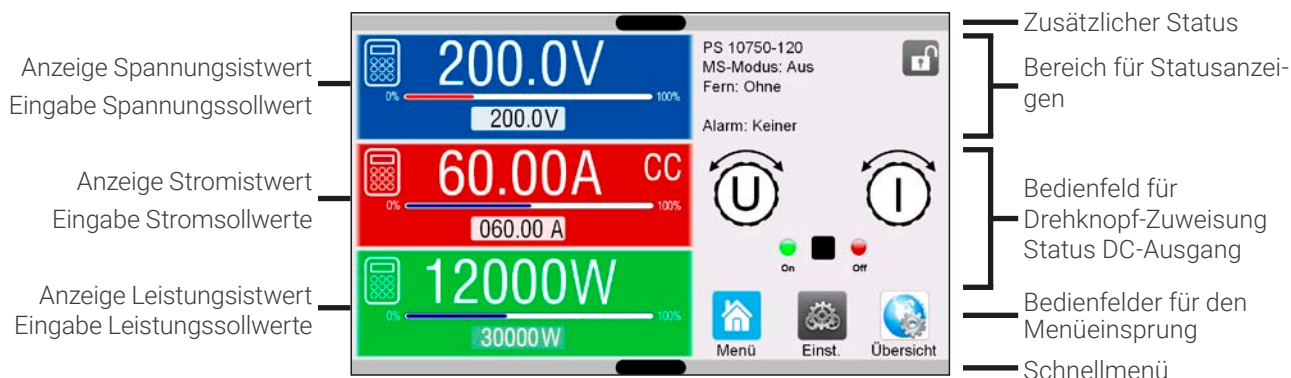 Anzeige Spannungsistwert
Eingabe Spannungssollwert
Anzeige Stromistwert
Eingabe Stromsollwerte
Anzeige Leistungsistwert
Eingabe Leistungssollwerte
200.0V
0%
100%
200.0V
60.00A CC
0%
100%
060.00 A
12000W
0%
100%
30000W
PS 10750-120
MS-Modus: Aus
Fern: Ohne
Alarm: Keiner
U
I
On
Off
Menü
Einst.
Übersicht
Zusätzlicher Status
Bereich für Statusanzei-
gen
Bedienfeld für
Drehknopf-Zuweisung
Status DC-Ausgang
Bedienfelder für den
Menüeinsprung
Schnellmenü